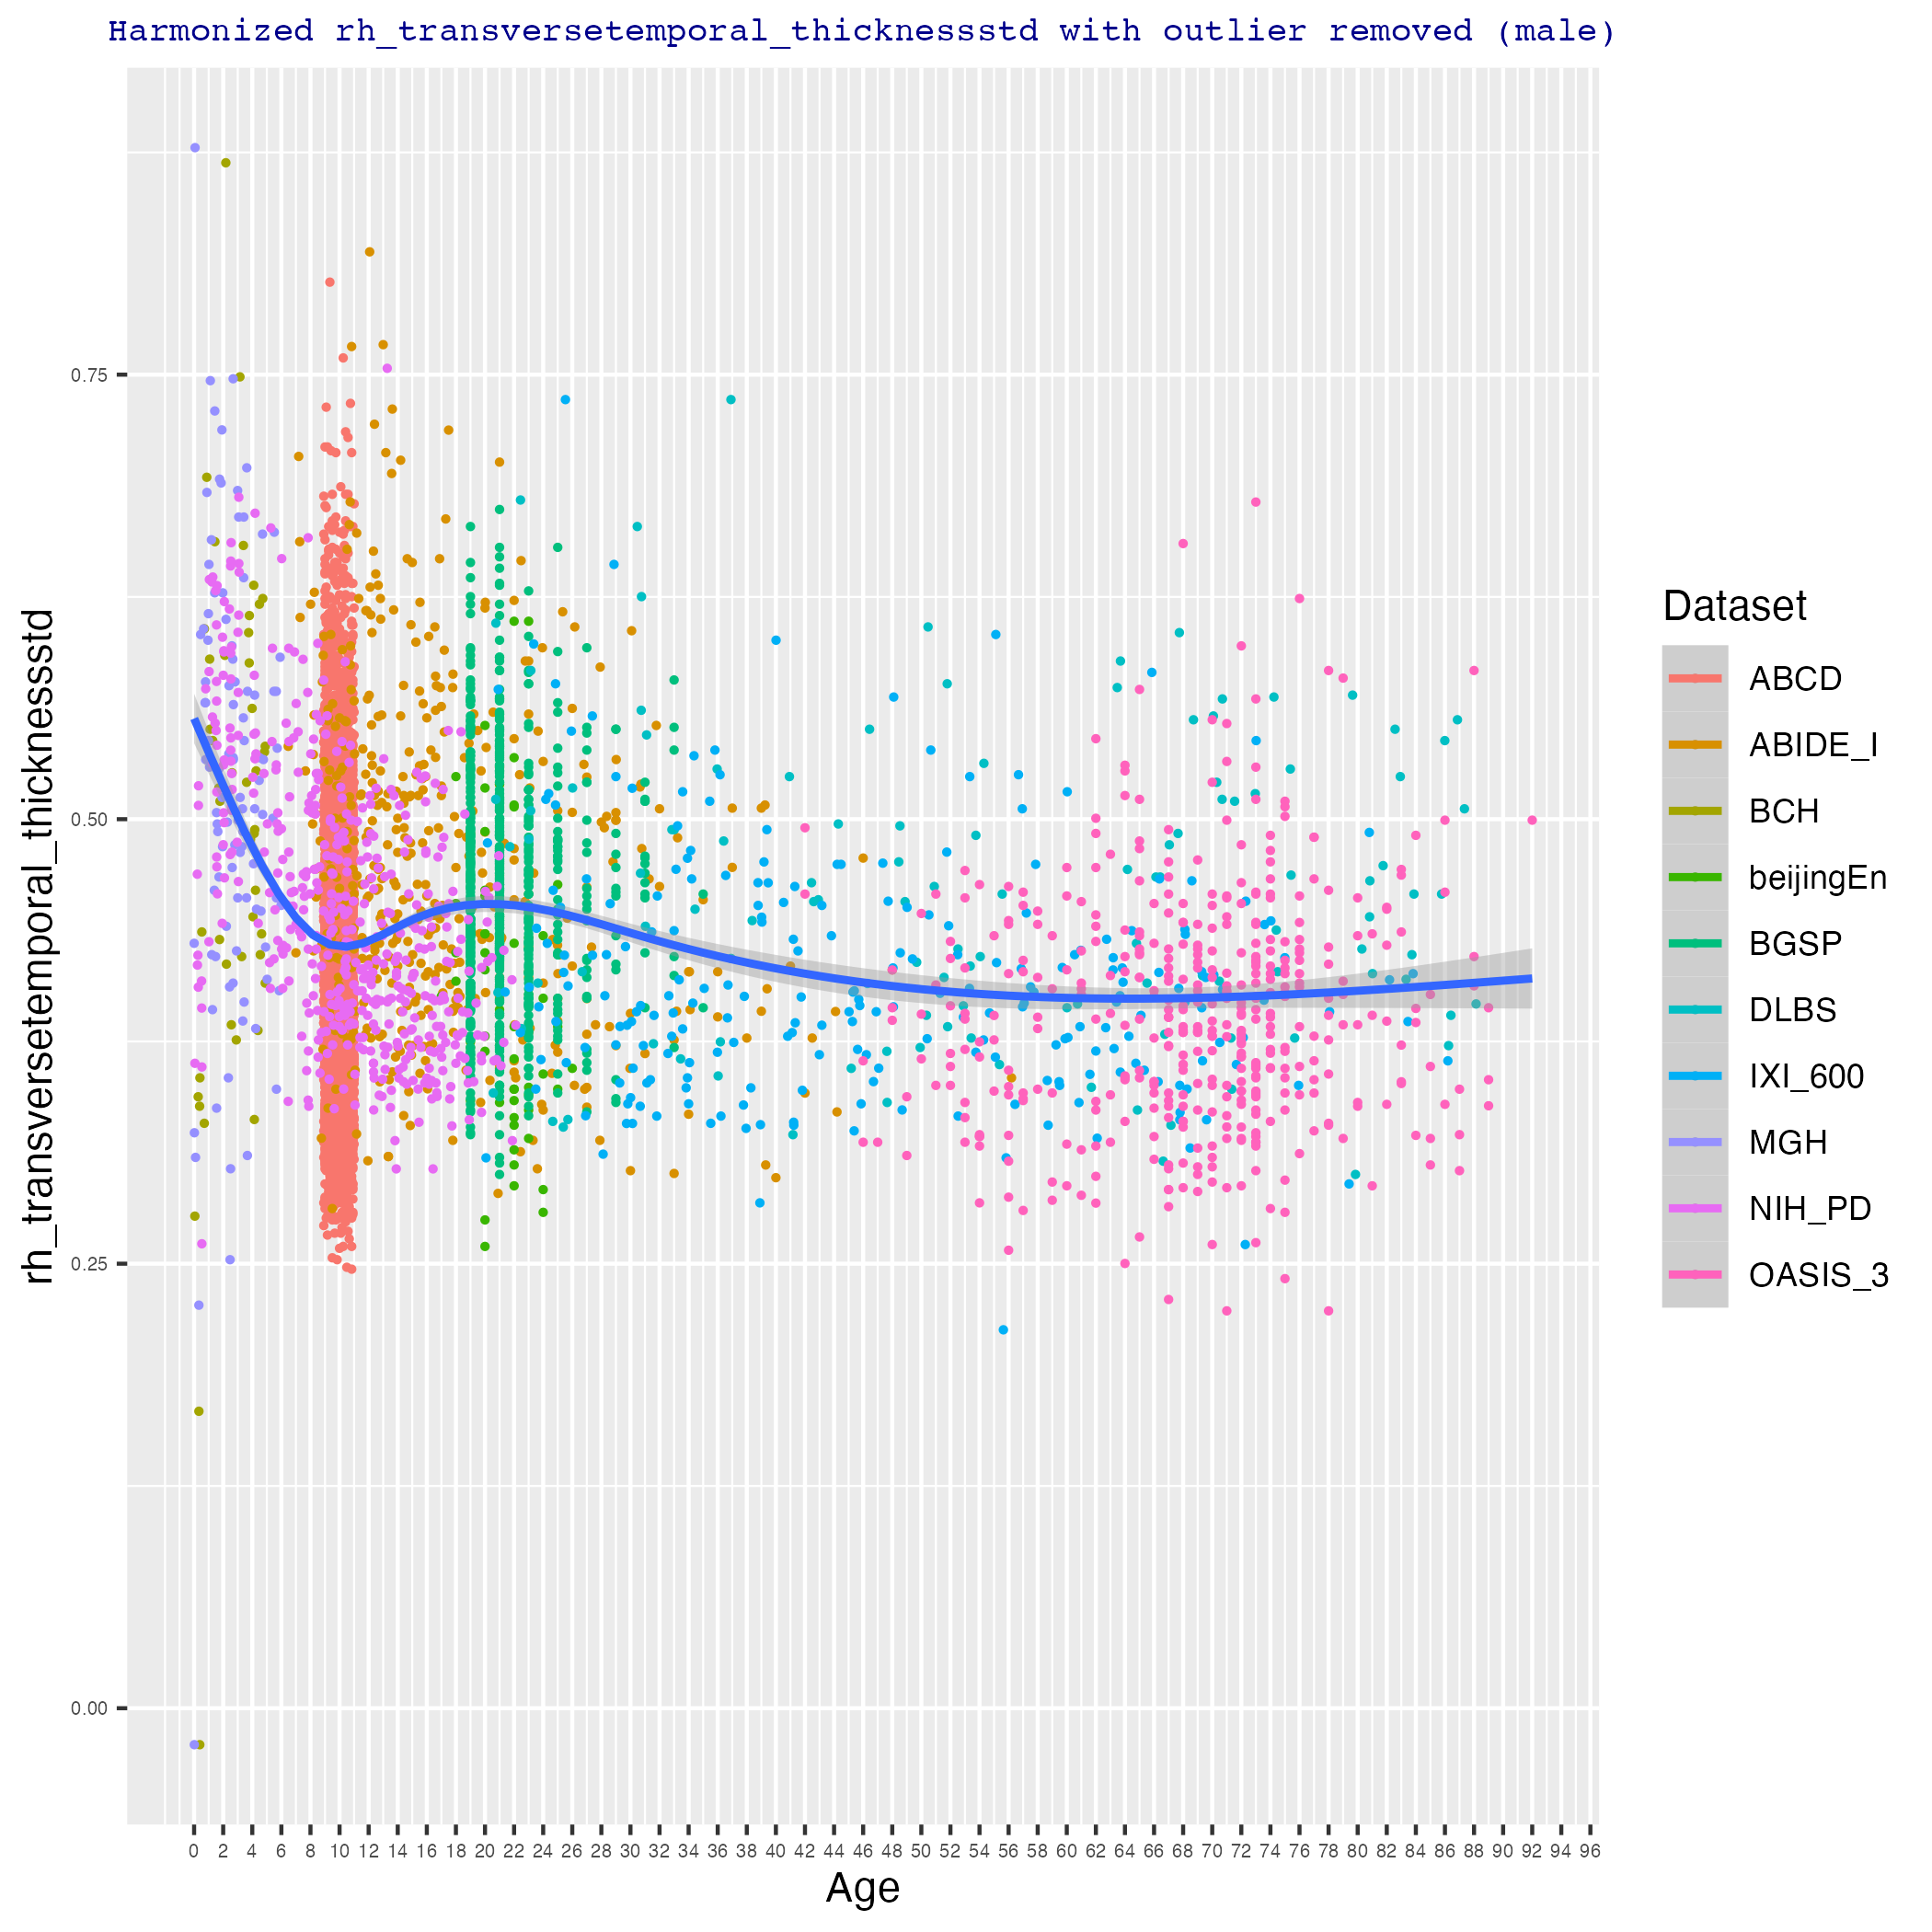 Harmonized rh_transversetemporal_thicknessstd with outlier removed (male)
rh_transversetemporal_thicknessstd
0.75
0.50
0.25
0.00
0 2 4 6 8 10 12 14 16 18 20 22 24 26 28 30 32 34 36 38 40 42 44 46 48 50 52 54 56 58 60 62 64 66 68 70 72 74 76 78 80 82 84 86 88 90 92 94 96
Age
Dataset
ABCD
ABIDE_I
BCH
beijingEn
BGSP
DLBS
IXI_600
MGH
NIH_PD
OASIS_3